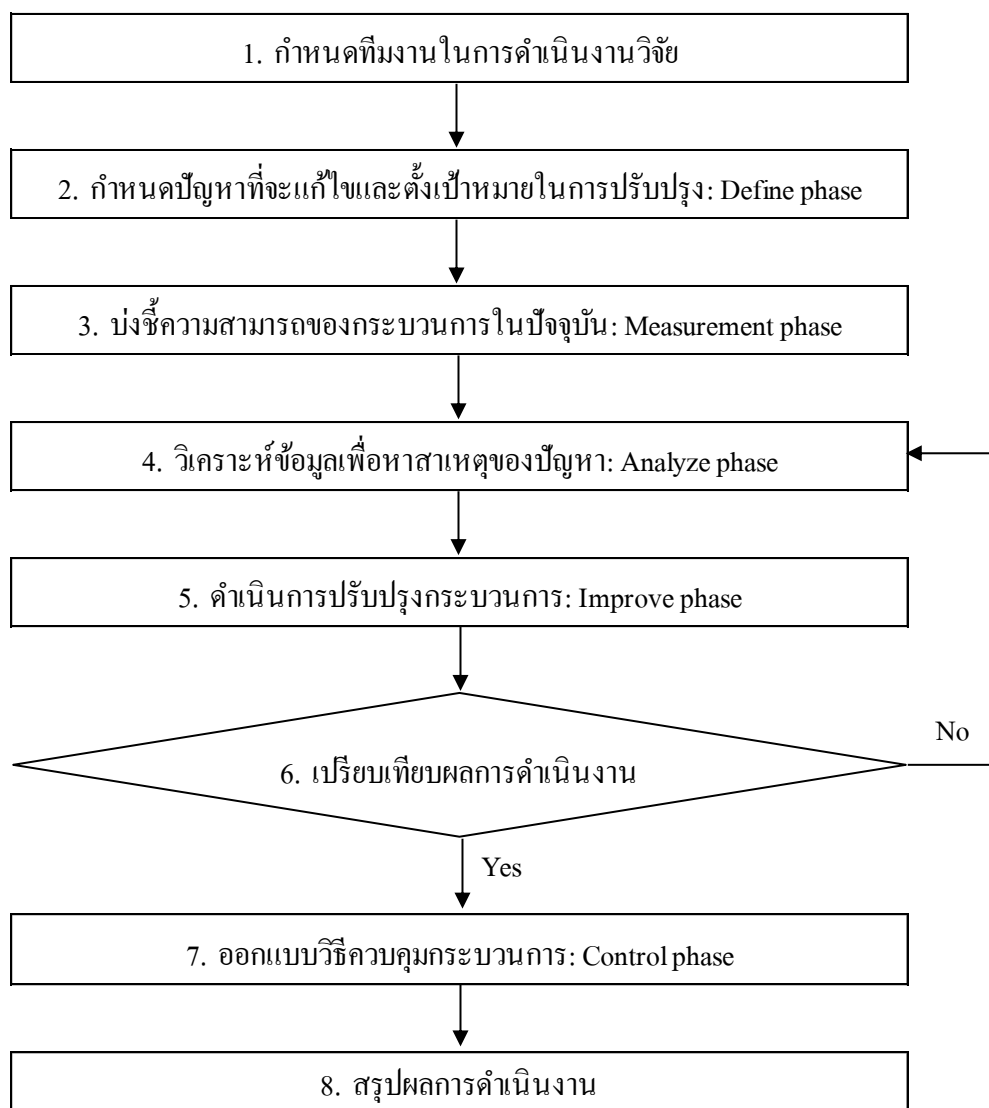 1. กำหนดทีมงานในการดำเนินงานวิจัย
2. กำหนดปัญหาที่จะแก้ไขและตั้งเป้าหมายในการปรับปรุง: Define phase
3. บ่งชี้ความสามารถของกระบวนการในปัจจุบัน: Measurement phase
4. วิเคราะห์ข้อมูลเพื่อหาสาเหตุของปัญหา: Analyze phase
5. ดำเนินการปรับปรุงกระบวนการ: Improve phase
No
6. เปรียบเทียบผลการดำเนินงาน
Yes
7. ออกแบบวิธีควบคุมกระบวนการ: Control phase
8. สรุปผลการดำเนินงาน